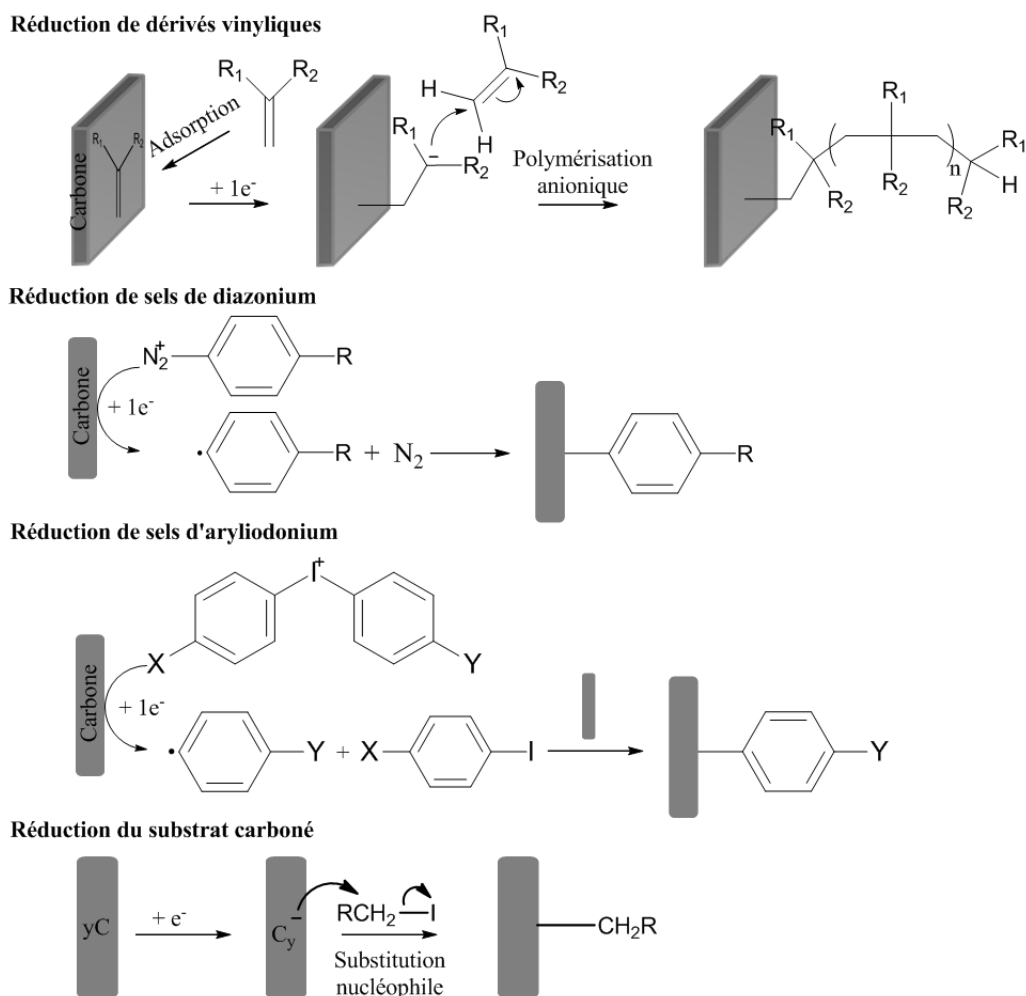 Réduction de dérivés vinyliques
R₁
R₂
Adsorption
Carbone
R₁
R₂
+ 1e⁻
R₁
R₂
H
H
R₁
R₂
-
Polymérisation
anionique
R₁
R₂
R₁
R₂
n
R₁
H
R₂
Réduction de sels de diazonium
Carbone
N₂⁺
R
+ 1e⁻
R + N₂
R
Réduction de sels d'aryliodonium
I⁺
Carbone
X
Y
+ 1e⁻
Y + X
I
Y
Réduction du substrat carboné
yC
+ e⁻
Cy⁻
RCH₂—I
Substitution
nucléophile
CH₂R